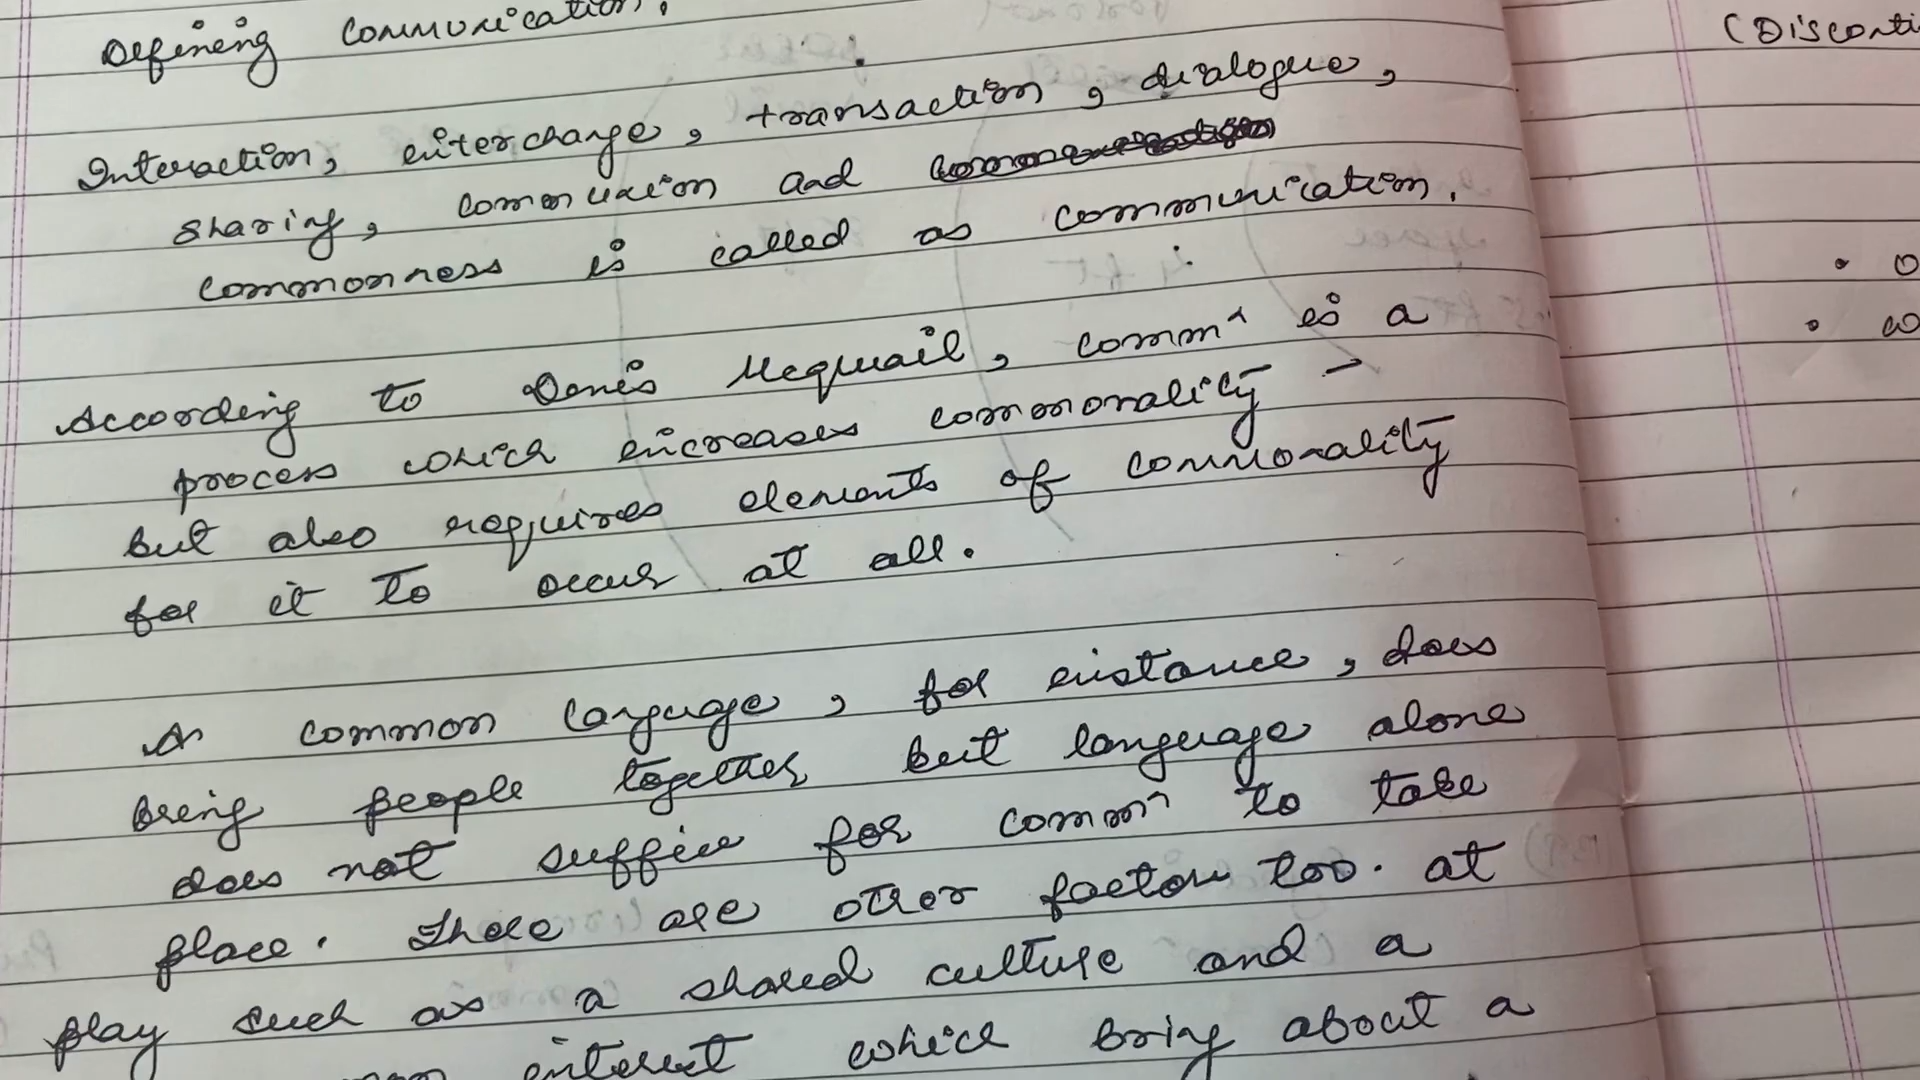 Defining communication.
Interaction, interchange, transaction, dialogue,
sharing, communion and
commonness is called as communication.
According to Denis Mcquail, commⁿ is a
process which increases commonality -
but also requires elements of commonality
for it to occur at all.
A common language, for instance, does
bring people together but language alone
does not suffice for commⁿ to take
place. There are other factors too. at
play such as a shared culture and a
interest which bring about a
(Disconti